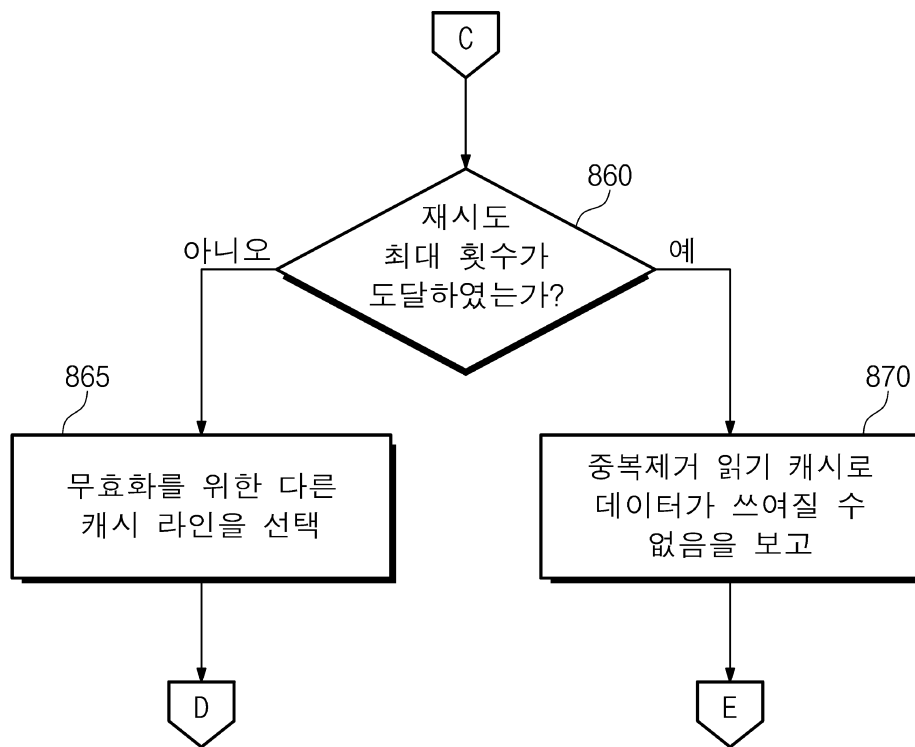 C
860
재시도
최대 횟수가
도달하였는가?
아니오
예
865
무효화를 위한 다른
캐시 라인을 선택
870
중복제거 읽기 캐시로
데이터가 쓰여질 수
없음을 보고
D
E